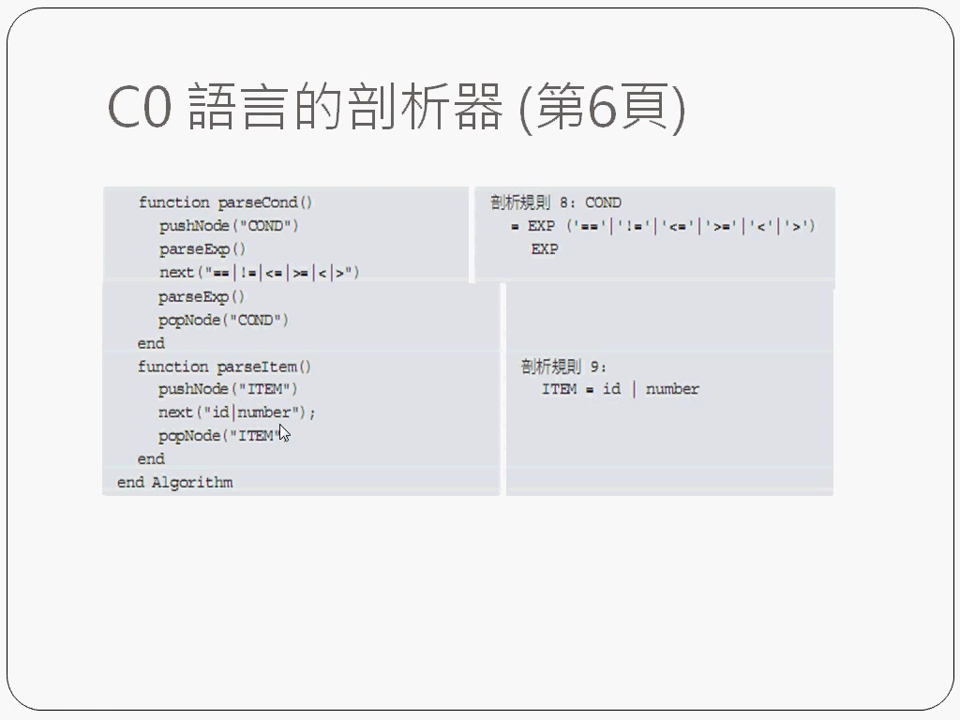 C0 語言的剖析器 (第6頁)
function parseCond()
pushNode("COND")
parseExp()
next("==|!=|<=|>=|<|>")
parseExp()
popNode("COND")
end
function parseItem()
pushNode("ITEM")
next("id|number");
popNode("ITEM"
end
end Algorithm
剖析規則 8: COND
= EXP ('=='|'!='|'<='|'>='|'<'|'>')
EXP
剖析規則 9:
ITEM = id | number